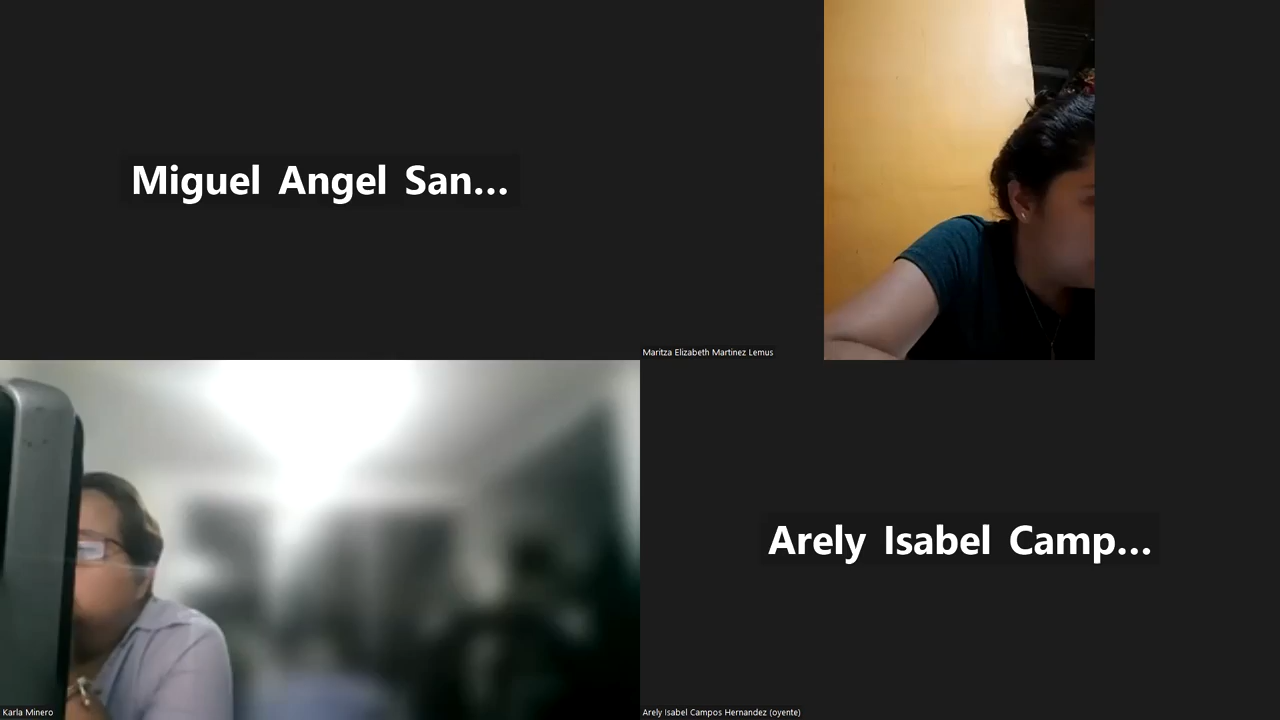 Miguel Angel San...
Maritza Elizabeth Martinez Lemus
Karla Minero
Arely Isabel Camp...
Arely Isabel Campos Hernandez (oyente)